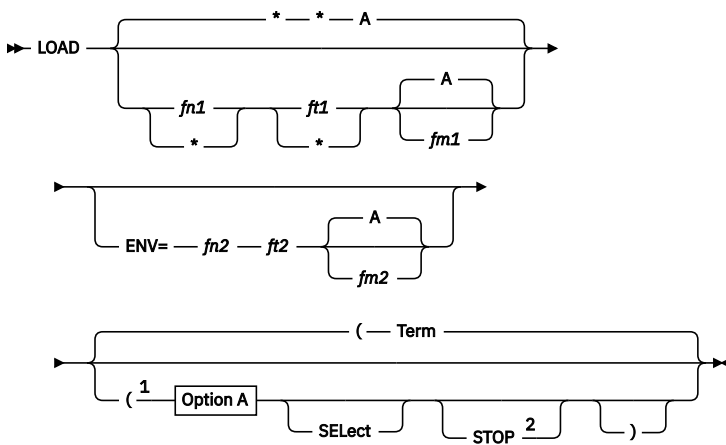 * * A
LOAD
A
fn1 ft1
* * fm1
A
ENV= fn2 ft2
fm2
( Term
( 1 Option A
SELect STOP 2 )